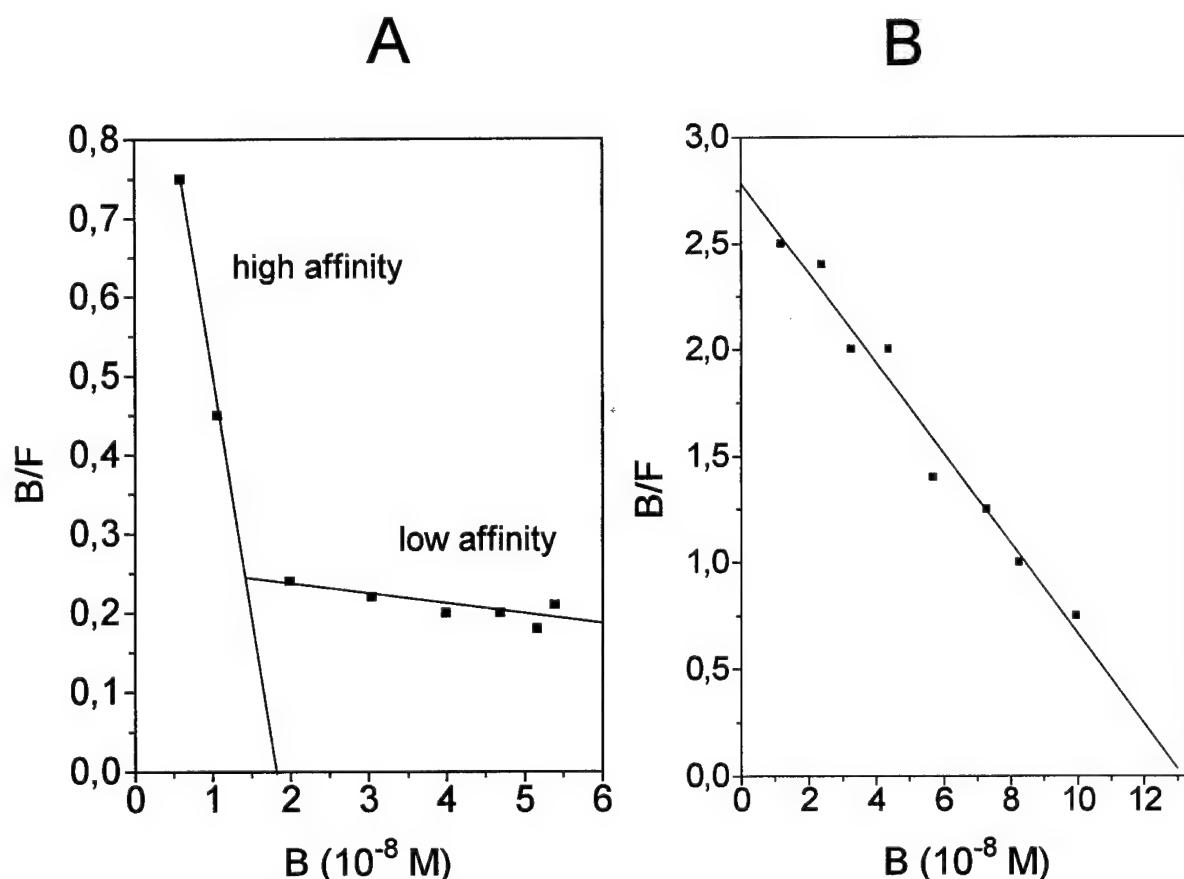 A
B/F
0,8
0,7
0,6
0,5
0,4
0,3
0,2
0,1
0,0
high affinity
low affinity
0 1 2 3 4 5 6
B (10⁻⁸ M)
B
B/F
3,0
2,5
2,0
1,5
1,0
0,5
0,0
0 2 4 6 8 10 12
B (10⁻⁸ M)